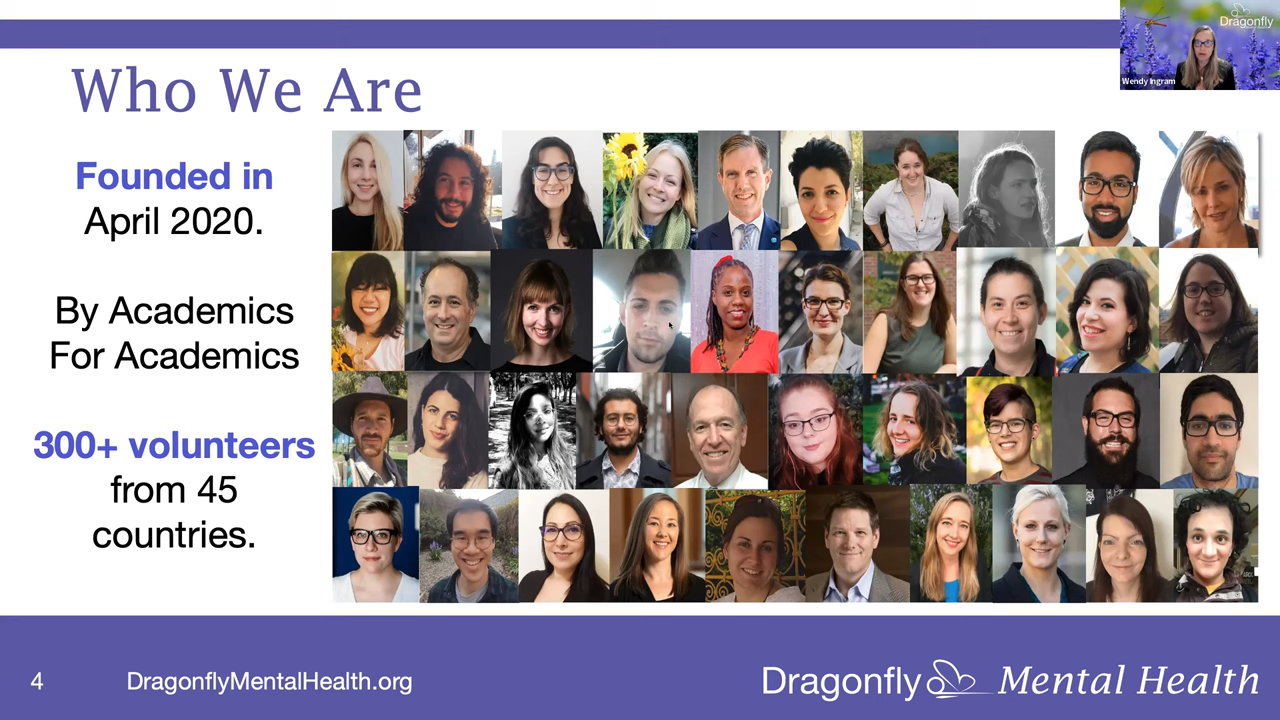 Dragonfly
Wendy Ingram
Who We Are
Founded in
April 2020.
By Academics
For Academics
300+ volunteers
from 45
countries.
4
DragonflyMentalHealth.org
Dragonfly Mental Health